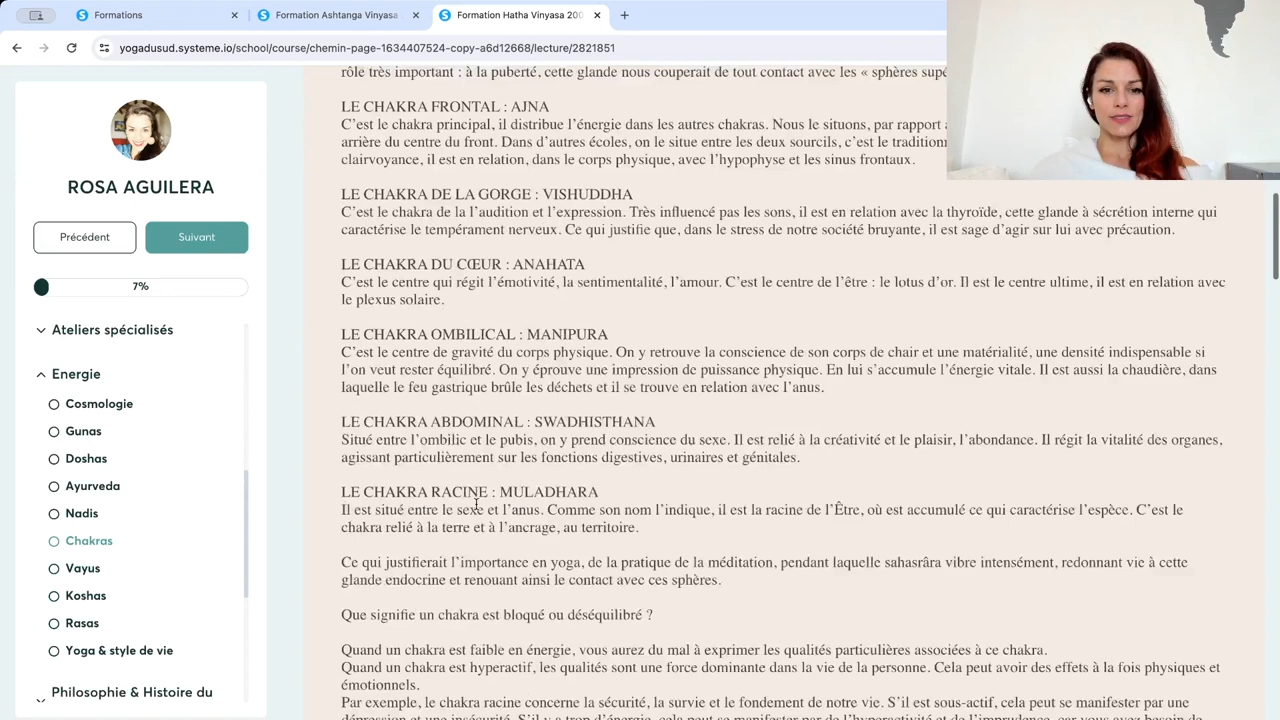 Formations
Formation Ashtanga Vinyasa
Formation Hatha Vinyasa 200
yogadusud.systeme.io/school/course/chemin-page-1634407524-copy-a6d12668/lecture/2821851
ROSA AGUILERA
Précédent
Suivant
7%
Ateliers spécialisés
Energie
Cosmologie
Gunas
Doshas
Ayurveda
Nadis
Chakras
Vayus
Koshas
Rasas
Yoga & style de vie
Philosophie & Histoire du
rôle très important : à la puberté, cette glande nous couperait de tout contact avec les « sphères
LE CHAKRA FRONTAL : AJNA
C’est le chakra principal, il distribue l’énergie dans les autres chakras. Nous le situons, par rapport
arrière du centre du front. Dans d’autres écoles, on le situe entre les deux sourcils, c’est le
clairvoyance, il est en relation, dans le corps physique, avec l’hypophyse et les sinus frontaux.
LE CHAKRA DE LA GORGE : VISHUDDHA
C’est le chakra de la l’audition et l’expression. Très influencé pas les sons, il est en relation avec la thyroïde, cette glande à sécrétion interne qui
caractérise le tempérament nerveux. Ce qui justifie que, dans le stress de notre société bruyante, il est sage d’agir sur lui avec précaution.
LE CHAKRA DU CŒUR : ANAHATA
C’est le centre qui régit l’émotivité, la sentimentalité, l’amour. C’est le centre de l’être : le lotus d’or. Il est le centre ultime, il est en relation avec
le plexus solaire.
LE CHAKRA OMBILICAL : MANIPURA
C’est le centre de gravité du corps physique. On y retrouve la conscience de son corps de chair et une matérialité, une densité indispensable si
l’on veut rester équilibré. On y éprouve une impression de puissance physique. En lui s’accumule l’énergie vitale. Il est aussi la chaudière, dans
laquelle le feu gastrique brûle les déchets et il se trouve en relation avec l’anus.
LE CHAKRA ABDOMINAL : SWADHISTHANA
Situé entre l’ombilic et le pubis, on y prend conscience du sexe. Il est relié à la créativité et le plaisir, l’abondance. Il régit la vitalité des organes,
agissant particulièrement sur les fonctions digestives, urinaires et génitales.
LE CHAKRA RACINE : MULADHARA
Il est situé entre le sexe et l’anus. Comme son nom l’indique, il est la racine de l’Être, où est accumulé ce qui caractérise l’espèce. C’est le
chakra relié à la terre et à l’ancrage, au territoire.
Ce qui justifierait l’importance en yoga, de la pratique de la méditation, pendant laquelle sahasrâra vibre intensément, redonnant vie à cette
glande endocrine et renouant ainsi le contact avec ces sphères.
Que signifie un chakra est bloqué ou déséquilibré ?
Quand un chakra est faible en énergie, vous aurez du mal à exprimer les qualités particulières associées à ce chakra.
Quand un chakra est hyperactif, les qualités sont une force dominante dans la vie de la personne. Cela peut avoir des effets à la fois physiques et
émotionnels.
Par exemple, le chakra racine concerne la sécurité, la survie et le fondement de notre vie. S’il est sous-actif, cela peut se manifester par une
dépression et une insécurité. S’il y a trop d’énergie, cela peut se manifester par de l’hyperactivité et de l’imprudence, car vous avez besoin de